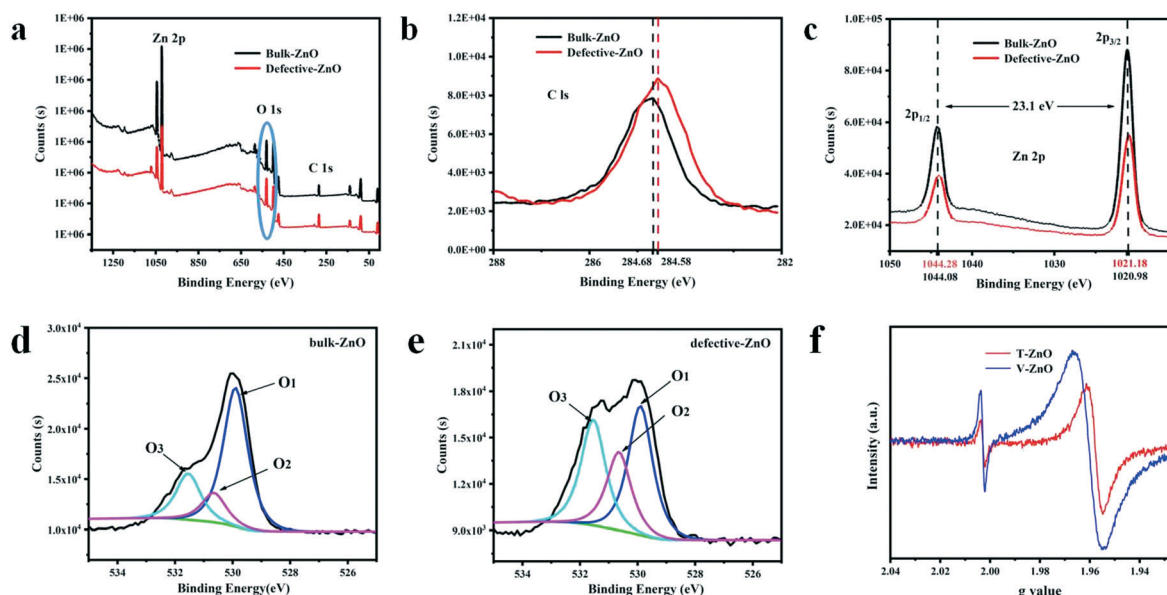 a
Counts (s)
1E+06
1E+06
1E+06
1E+06
1E+06
1E+06
Zn 2p
Bulk-ZnO
Defective-ZnO
O 1s
C 1s
1250
1050
850
650
450
250
50
Binding Energy (eV)
b
Counts (s)
1.2E+04
1.0E+04
8.0E+03
6.0E+03
4.0E+03
2.0E+03
0.0E+00
Bulk-ZnO
Defective-ZnO
C ls
288
286
284.68
284.58
282
Binding Energy (eV)
c
Counts (s)
1.0E+05
8.0E+04
6.0E+04
4.0E+04
2.0E+04
Bulk-ZnO
Defective-ZnO
2p3/2
2p1/2
23.1 eV
Zn 2p
1050
1044.28
1044.08
1040
1030
1021.18
1020.98
Binding Energy (eV)
d
Counts (s)
3.0x10⁴
2.5x10⁴
2.0x10⁴
1.5x10⁴
1.0x10⁴
bulk-ZnO
O1
O3
O2
534
532
530
528
526
Binding Energy(eV)
e
Counts (s)
2.1x10⁴
1.8x10⁴
1.5x10⁴
1.2x10⁴
9.0x10³
defective-ZnO
O1
O3
O2
534
532
530
528
526
Binding Energy(eV)
f
Intensity (a.u.)
T-ZnO
V-ZnO
2.04
2.02
2.00
1.98
1.96
1.94
g value